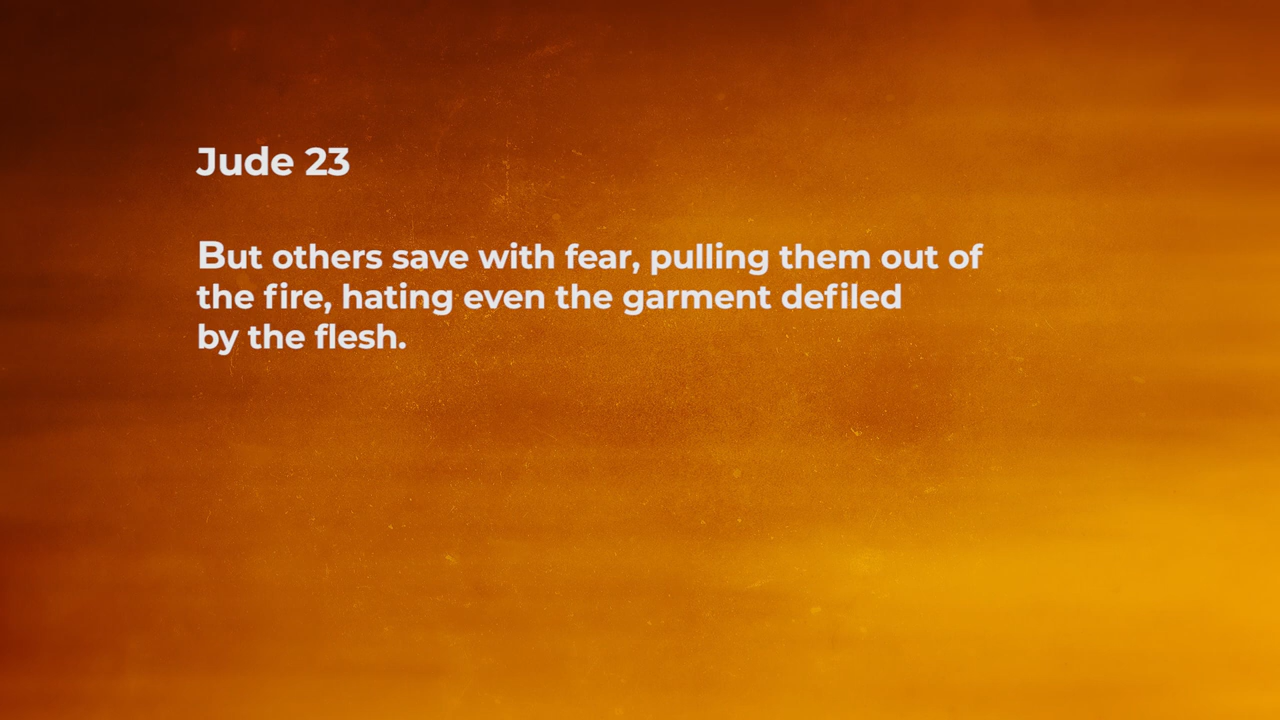 Jude 23
But others save with fear, pulling them out of
the fire, hating even the garment defiled
by the flesh.